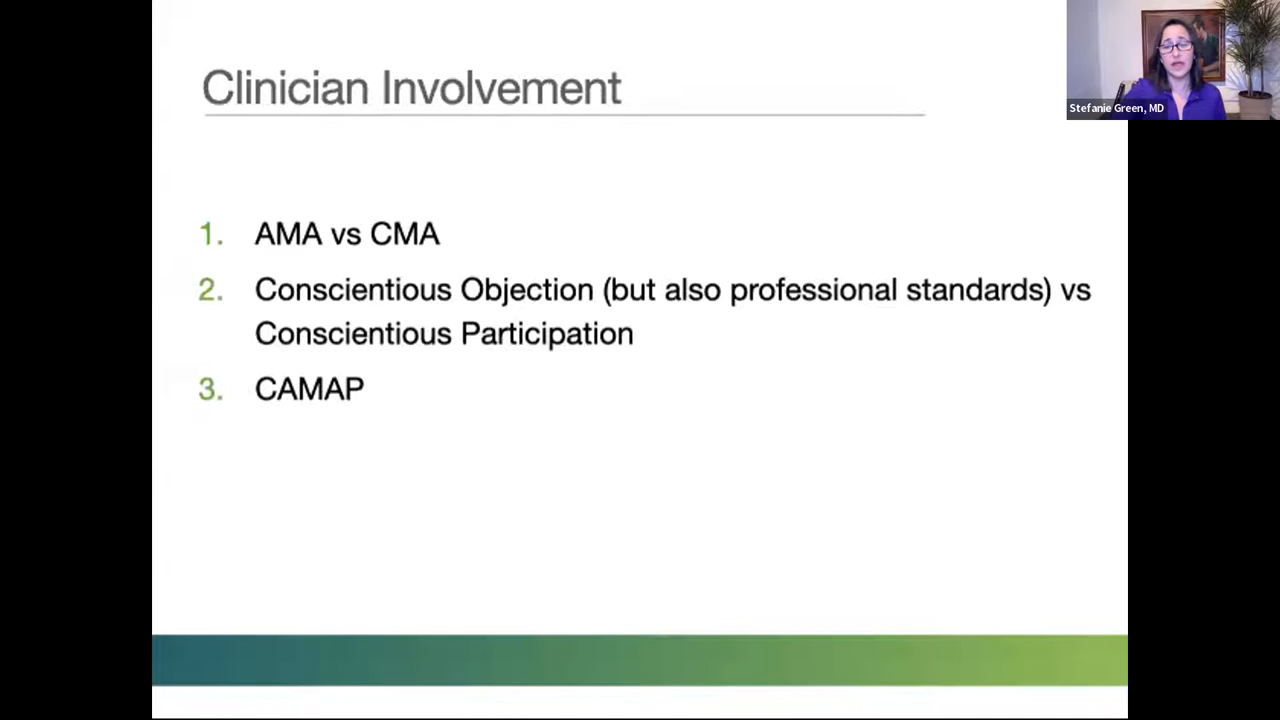 Clinician Involvement
Stefanie Green, MD
1. AMA vs CMA
2. Conscientious Objection (but also professional standards) vs
Conscientious Participation
3. CAMAP